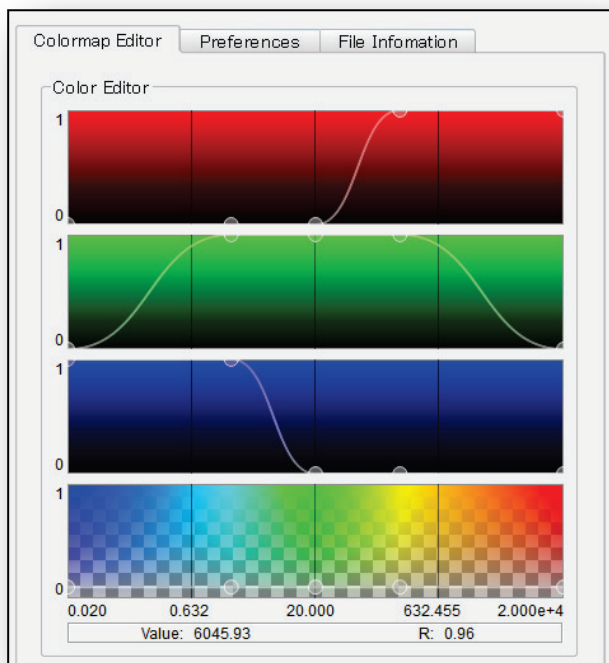 Colormap Editor Preferences File Infomation
Color Editor
1
0
1
0
1
0
1
0
0.020 0.632 20.000 632.455 2.000e+4
Value: 6045.93 R: 0.96